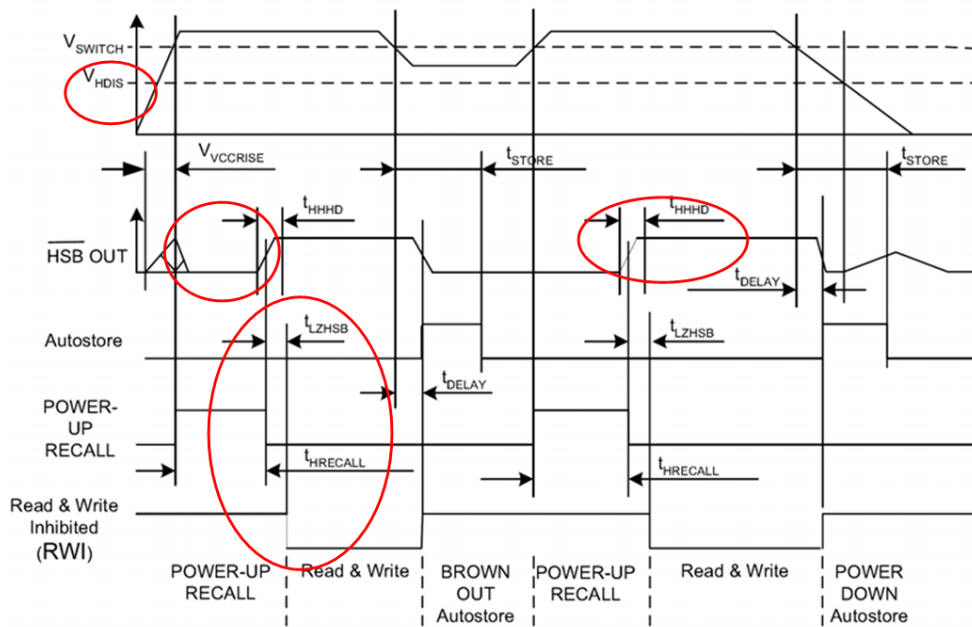 VSWITCH
VHDIS
VVCCRISE
tSTORE
tSTORE
tHHHD
tHHHD
HSB OUT
tDELAY
tLZHSB
tLZHSB
Autostore
tDELAY
POWER-
UP
RECALL
tHRECALL
tHRECALL
Read & Write
Inhibited
(RWI)
POWER-UP
RECALL
Read & Write
BROWN
OUT
Autostore
POWER-UP
RECALL
Read & Write
POWER
DOWN
Autostore